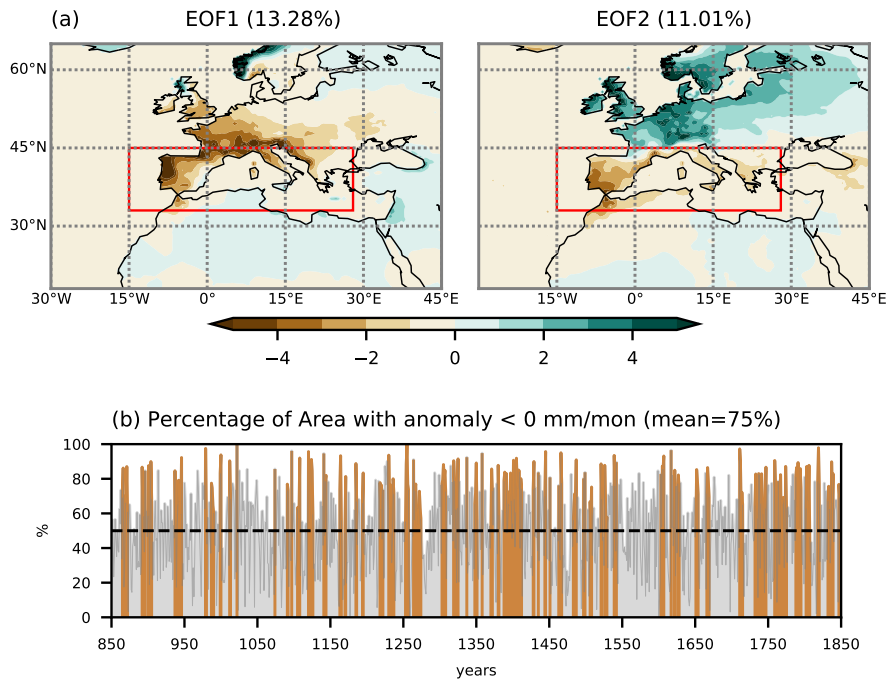 (a) EOF1 (13.28%) EOF2 (11.01%)
60°N
45°N
30°N
30°W 15°W 0° 15°E 30°E 45°E 15°W 0° 15°E 30°E 45°E
−4 −2 0 2 4
(b) Percentage of Area with anomaly < 0 mm/mon (mean=75%)
100
80
60
40
20
0
%
850 950 1050 1150 1250 1350 1450 1550 1650 1750 1850
years